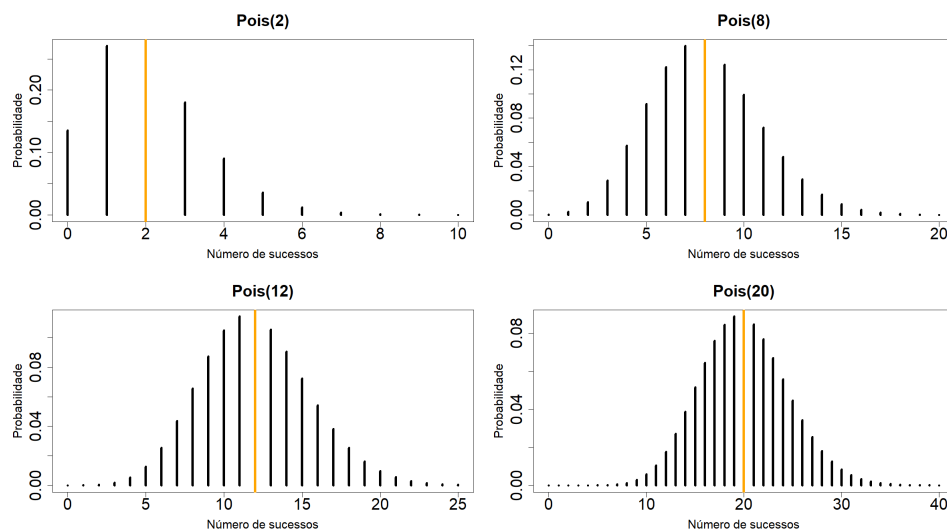 Pois(2)
Probabilidade
0.00 0.10 0.20
0 2 4 6 8 10
Número de sucessos
Pois(8)
Probabilidade
0.00 0.04 0.08 0.12
0 5 10 15 20
Número de sucessos
Pois(12)
Probabilidade
0.00 0.04 0.08
0 5 10 15 20 25
Número de sucessos
Pois(20)
Probabilidade
0.00 0.04 0.08
0 10 20 30 40
Número de sucessos